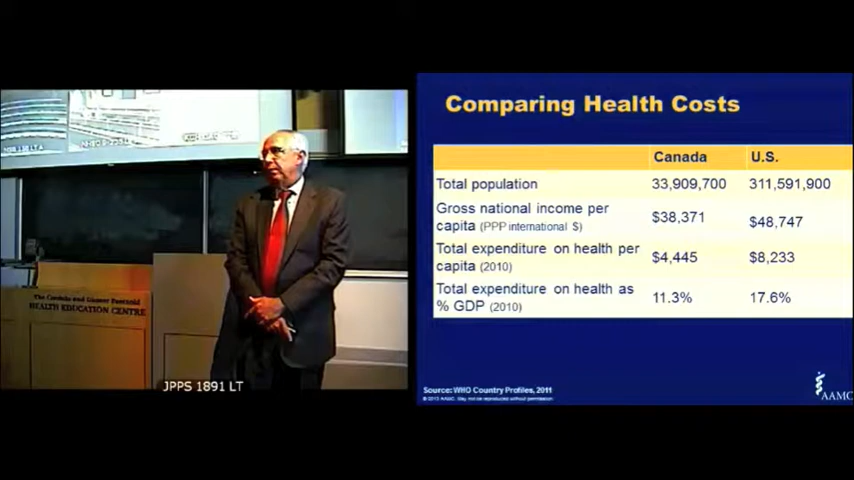 The Gordon and Leanor
HEALTH EDUCATION CENTRE
JPPS 1891 LT
Comparing Health Costs
Canada U.S.
Total population 33,909,700 311,591,900
Gross national income per
capita (PPP international $) $38,371 $48,747
Total expenditure on health per
capita (2010) $4,445 $8,233
Total expenditure on health as
% GDP (2010) 11.3% 17.6%
Source: WHO Country Profiles, 2011
© 2013 AAMC. May not be reproduced without permission.
AAMC